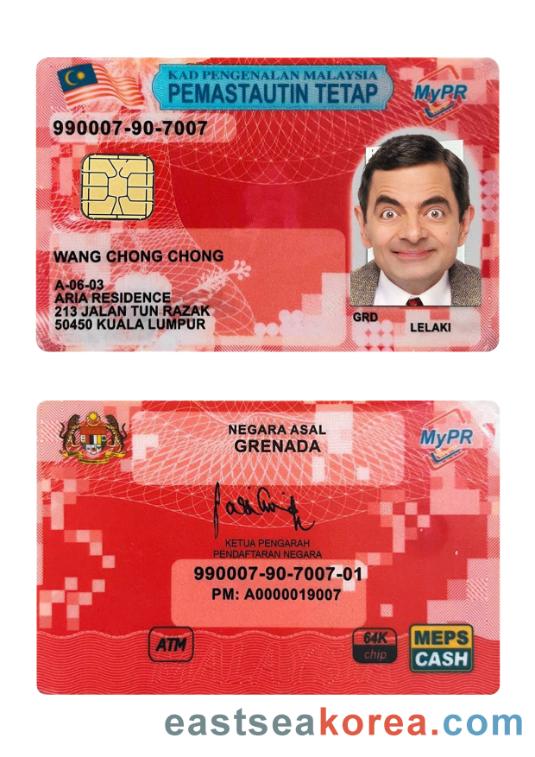 KAD PENGENALAN MALAYSIA
PEMASTAUTIN TETAP
MyPR
990007-90-7007
WANG CHONG CHONG
A-06-03
ARIA RESIDENCE
213 JALAN TUN RAZAK
50450 KUALA LUMPUR
GRD
LELAKI
NEGARA ASAL
GRENADA
MyPR
KETUA PENGARAH
PENDAFTARAN NEGARA
990007-90-7007-01
PM: A0000019007
ATM
64K
chip
MEPS
CASH
MALAYSIA
eastseakorea.com